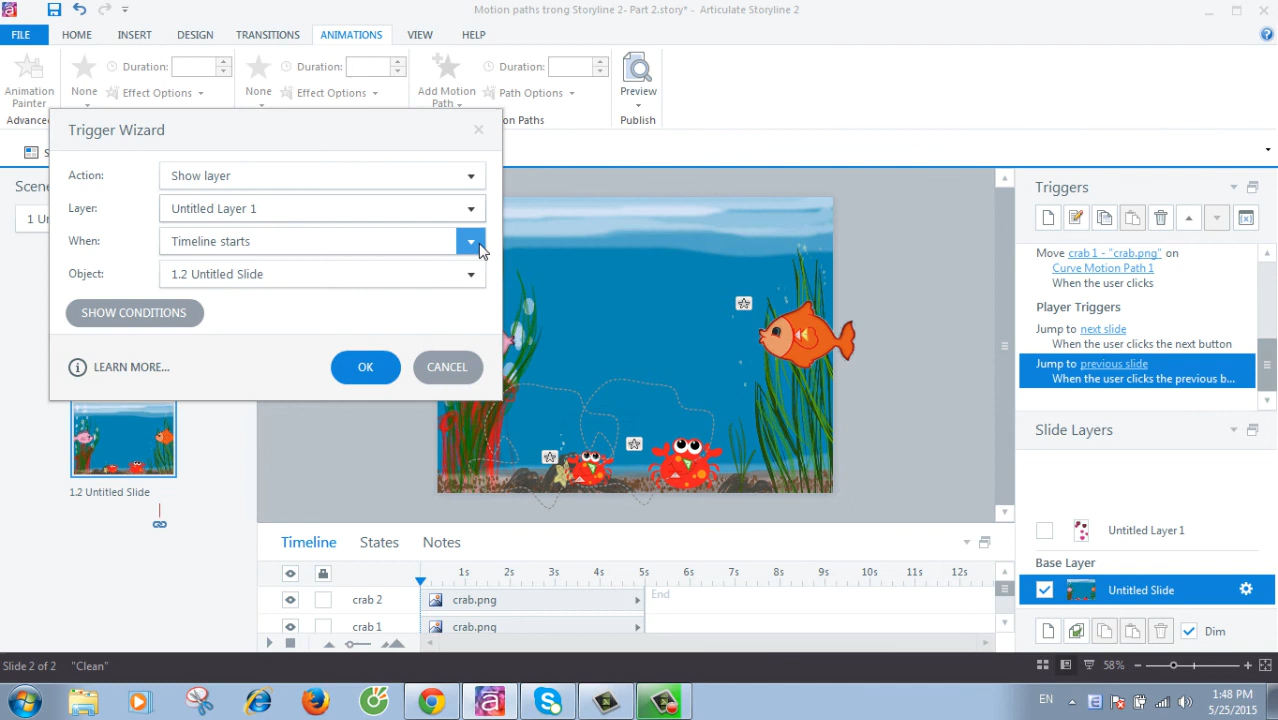 Motion paths trong Storyline 2- Part 2.story* - Articulate Storyline 2
FILE HOME INSERT DESIGN TRANSITIONS ANIMATIONS VIEW HELP
Duration: Duration: Duration:
Animation Painter None Effect Options None Effect Options Add Motion Path Path Options Preview
Motion Paths Publish
Trigger Wizard
Action: Show layer
Layer: Untitled Layer 1
When: Timeline starts
Object: 1.2 Untitled Slide
SHOW CONDITIONS
LEARN MORE... OK CANCEL
1.2 Untitled Slide
Triggers
Move crab 1 - "crab.png" on
Curve Motion Path 1
When the user clicks
Player Triggers
Jump to next slide
When the user clicks the next button
Jump to previous slide
When the user clicks the previous b...
Slide Layers
Untitled Layer 1
Base Layer
Untitled Slide
Dim
Timeline States Notes
1s 2s 3s 4s 5s 6s 7s 8s 9s 10s 11s 12s
crab 2 crab.png End
crab 1 crab.png
Slide 2 of 2 "Clean" 58%
EN 1:48 PM
5/25/2015